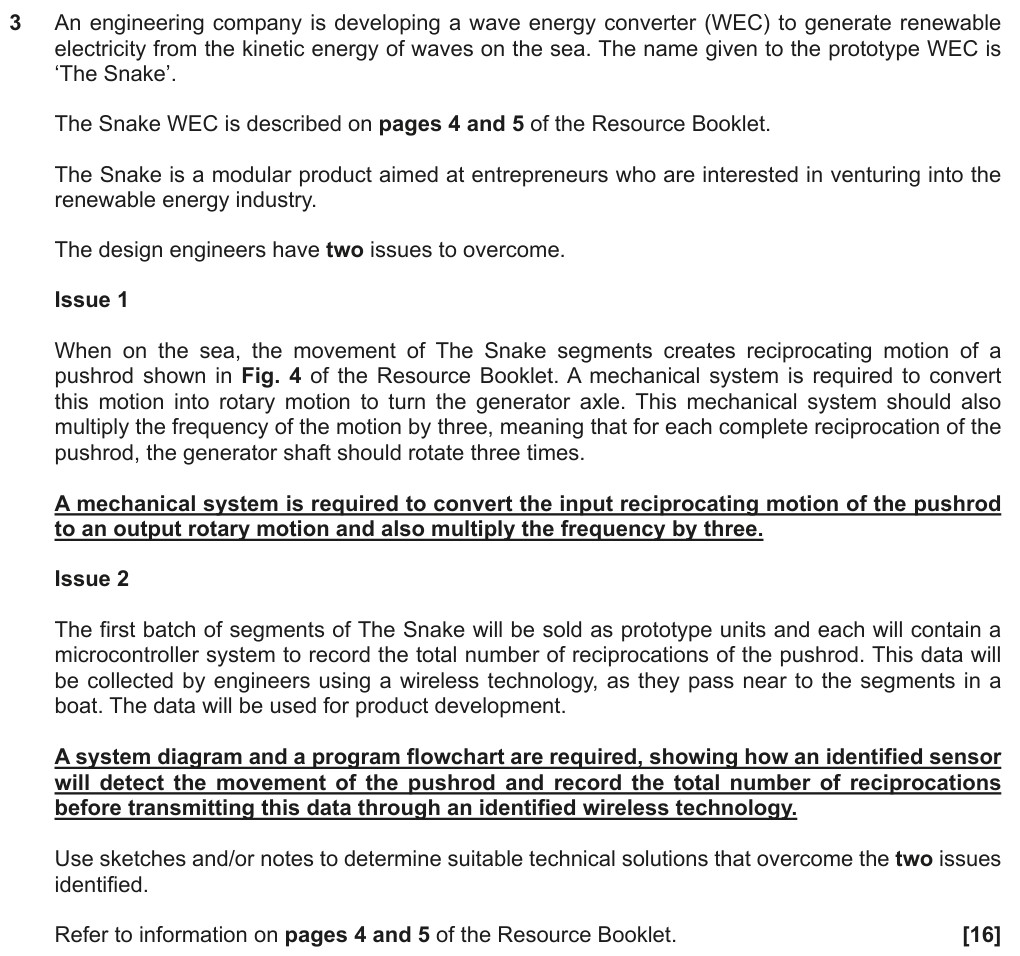 3 An engineering company is developing a wave energy converter (WEC) to generate renewable
electricity from the kinetic energy of waves on the sea. The name given to the prototype WEC is
‘The Snake’.
The Snake WEC is described on pages 4 and 5 of the Resource Booklet.
The Snake is a modular product aimed at entrepreneurs who are interested in venturing into the
renewable energy industry.
The design engineers have two issues to overcome.
Issue 1
When on the sea, the movement of The Snake segments creates reciprocating motion of a
pushrod shown in Fig. 4 of the Resource Booklet. A mechanical system is required to convert
this motion into rotary motion to turn the generator axle. This mechanical system should also
multiply the frequency of the motion by three, meaning that for each complete reciprocation of the
pushrod, the generator shaft should rotate three times.
A mechanical system is required to convert the input reciprocating motion of the pushrod
to an output rotary motion and also multiply the frequency by three.
Issue 2
The first batch of segments of The Snake will be sold as prototype units and each will contain a
microcontroller system to record the total number of reciprocations of the pushrod. This data will
be collected by engineers using a wireless technology, as they pass near to the segments in a
boat. The data will be used for product development.
A system diagram and a program flowchart are required, showing how an identified sensor
will detect the movement of the pushrod and record the total number of reciprocations
before transmitting this data through an identified wireless technology.
Use sketches and/or notes to determine suitable technical solutions that overcome the two issues
identified.
Refer to information on pages 4 and 5 of the Resource Booklet. [16]